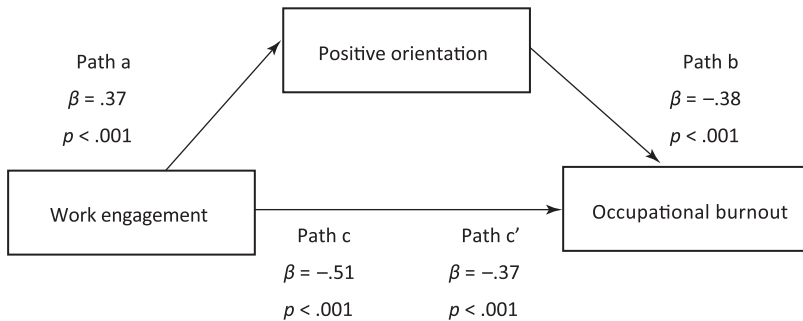 Positive orientation
Path a
β = .37
p < .001
Path b
β = –.38
p < .001
Work engagement
Occupational burnout
Path c
β = –.51
p < .001
Path c’
β = –.37
p < .001